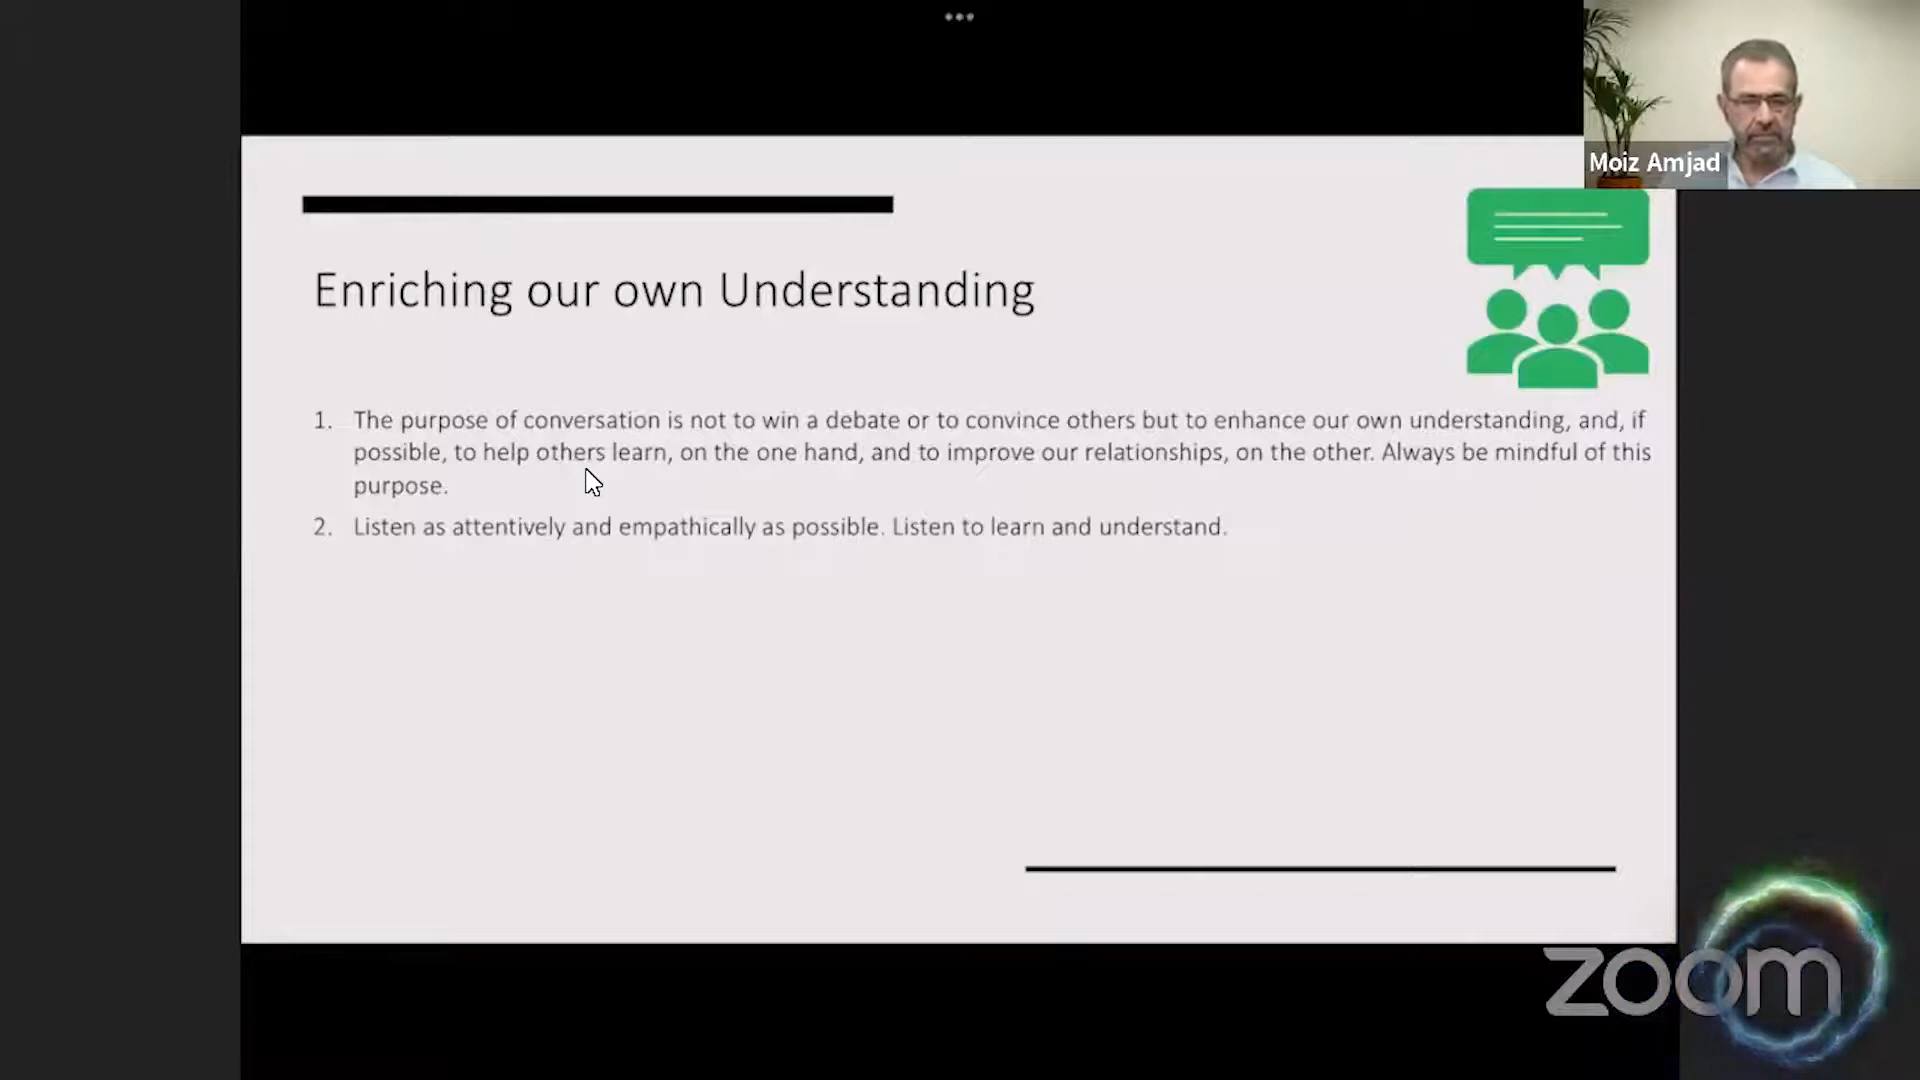 Moiz Amjad
Enriching our own Understanding
1. The purpose of conversation is not to win a debate or to convince others but to enhance our own understanding, and, if
possible, to help others learn, on the one hand, and to improve our relationships, on the other. Always be mindful of this
purpose.
2. Listen as attentively and empathically as possible. Listen to learn and understand.
zoom